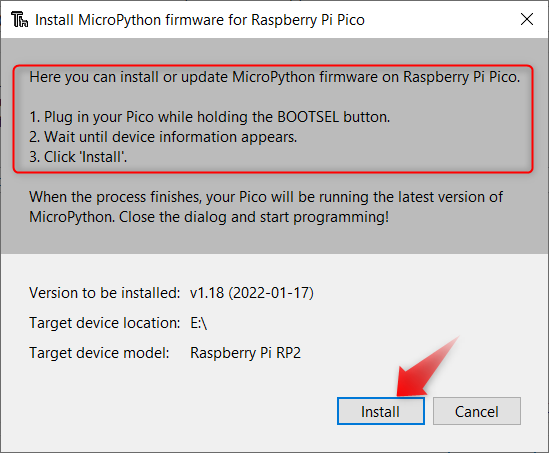 Th Install MicroPython firmware for Raspberry Pi Pico
Here you can install or update MicroPython firmware on Raspberry Pi Pico.
1. Plug in your Pico while holding the BOOTSEL button.
2. Wait until device information appears.
3. Click 'Install'.
When the process finishes, your Pico will be running the latest version of
MicroPython. Close the dialog and start programming!
Version to be installed: v1.18 (2022-01-17)
Target device location: E:\
Target device model: Raspberry Pi RP2
Install Cancel